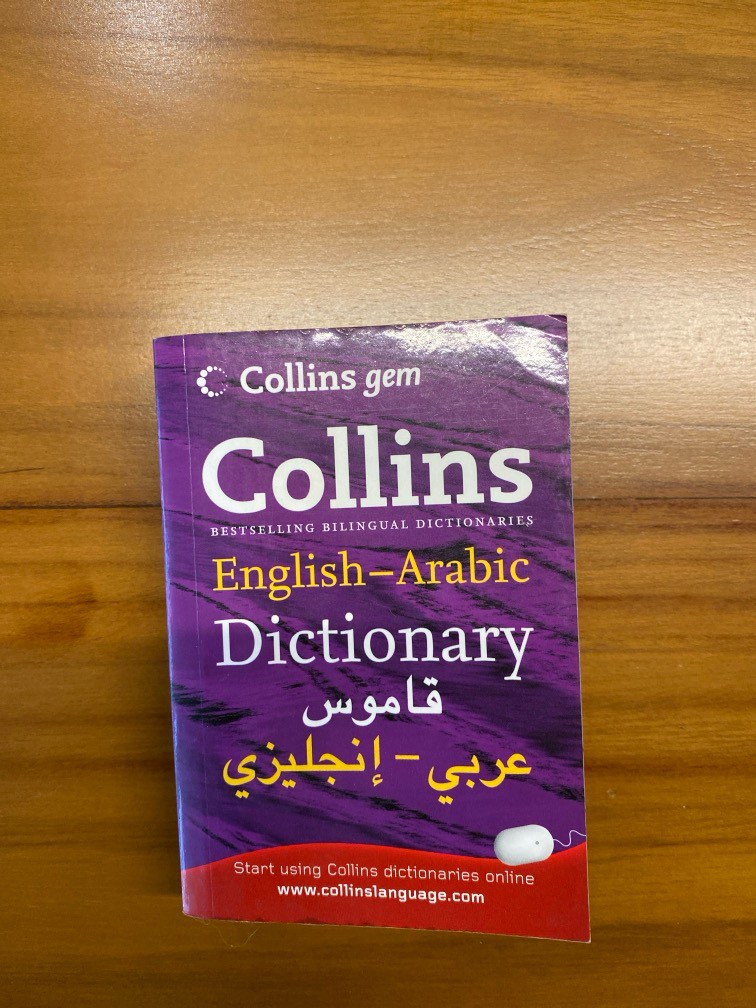 Collins gem
Collins
BESTSELLING BILINGUAL DICTIONARIES
English–Arabic
Dictionary
قاموس
عربي - إنجليزي
Start using Collins dictionaries online
www.collinslanguage.com